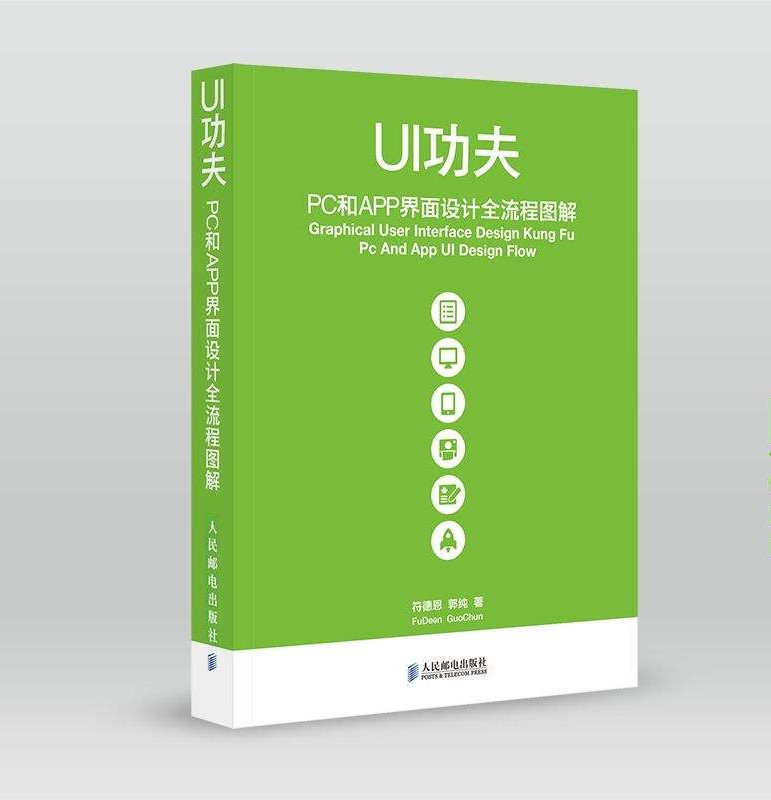 UI功夫
PC和APP界面设计全流程图解
人民邮电出版社
UI功夫
PC和APP界面设计全流程图解
Graphical User Interface Design Kung Fu
Pc And App UI Design Flow
符德恩 郭纯 著
FuDeen GuoChun
人民邮电出版社
POSTS & TELECOM PRESS